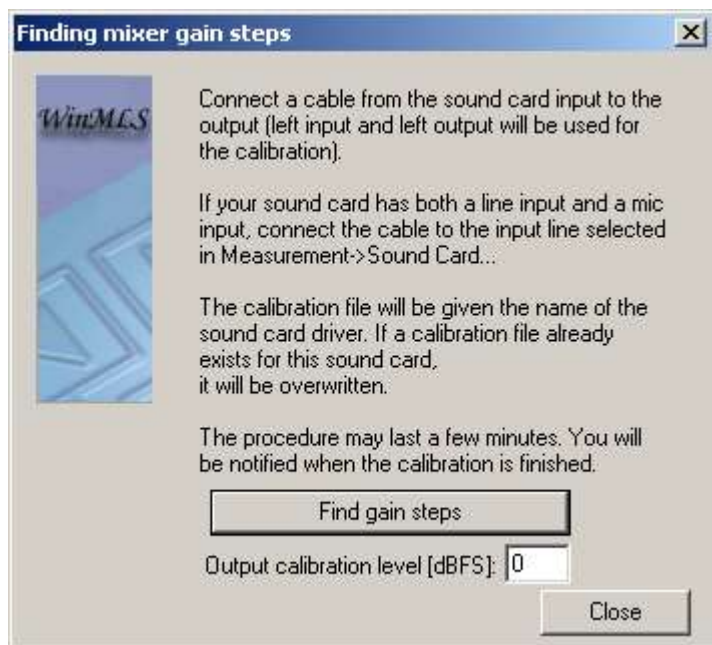 Finding mixer gain steps
WinMLS
Connect a cable from the sound card input to the
output (left input and left output will be used for
the calibration).
If your sound card has both a line input and a mic
input, connect the cable to the input line selected
in Measurement->Sound Card...
The calibration file will be given the name of the
sound card driver. If a calibration file already
exists for this sound card,
it will be overwritten.
The procedure may last a few minutes. You will
be notified when the calibration is finished.
Find gain steps
Output calibration level [dBFS]: 0
Close